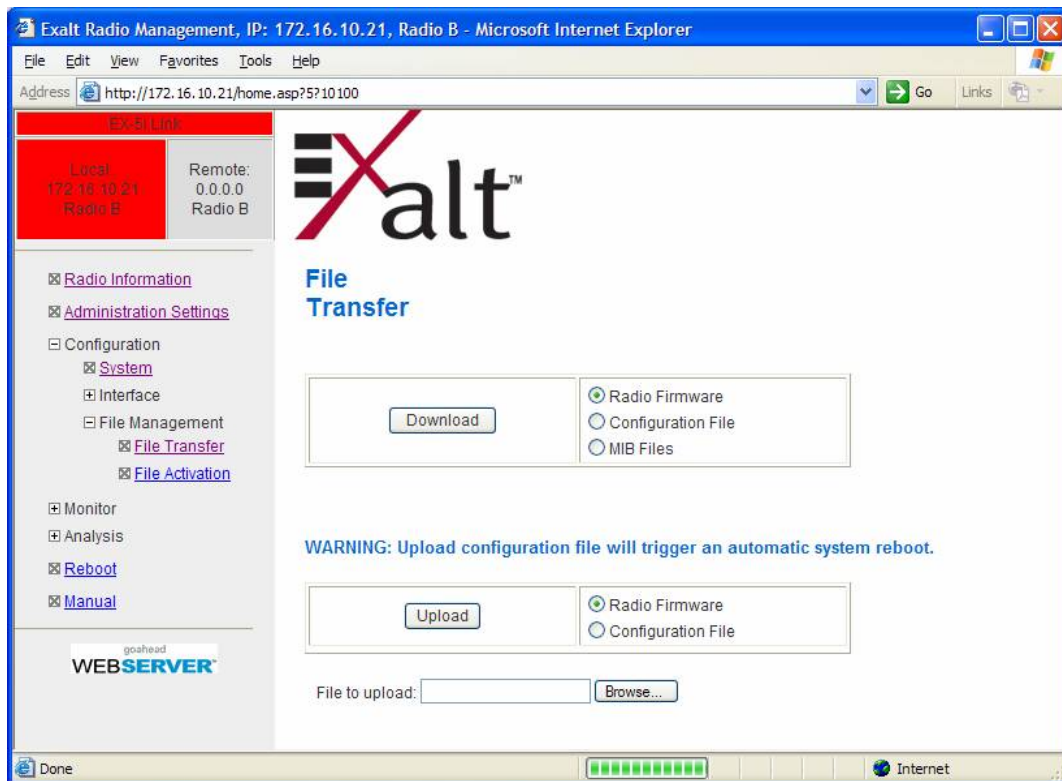 Exalt Radio Management, IP: 172.16.10.21, Radio B - Microsoft Internet Explorer
File Edit View Favorites Tools Help
Address http://172.16.10.21/home.asp?5?10100 Go Links
EX-5i Link
Local:
172.16.10.21
Radio B
Remote:
0.0.0.0
Radio B
Exalt™
Radio Information
Administration Settings
Configuration
System
Interface
File Management
File Transfer
File Activation
Monitor
Analysis
Reboot
Manual
goahead
WEBSERVER
File
Transfer
Download
Radio Firmware
Configuration File
MIB Files
WARNING: Upload configuration file will trigger an automatic system reboot.
Upload
Radio Firmware
Configuration File
File to upload: Browse...
Done Internet